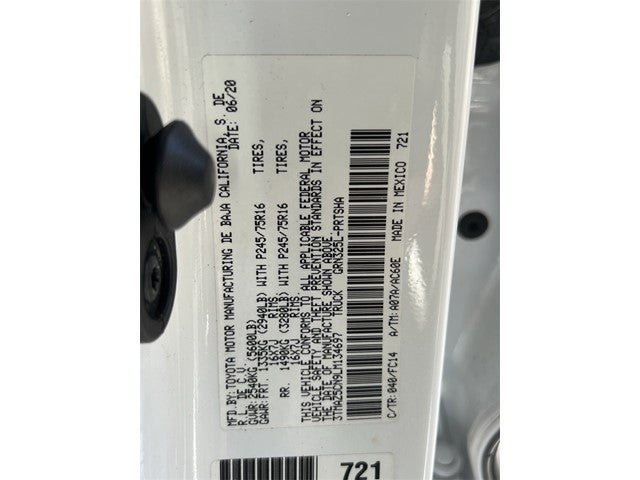 MFD.BY:TOYOTA MOTOR MANUFACTURING DE BAJA CALIFORNIA, S. DE
R.L. DE C.V. DATE: 06/20
GVWR: 2540KG (5600LB)
GAWR: FRT. 1335KG (2940LB) WITH P245/75R16 TIRES,
16X7J RIMS,
RR. 1490KG (3280LB) WITH P245/75R16 TIRES,
16X7J RIMS,
THIS VEHICLE CONFORMS TO ALL APPLICABLE FEDERAL MOTOR
VEHICLE SAFETY AND THEFT PREVENTION STANDARDS IN EFFECT ON
THE DATE OF MANUFACTURE SHOWN ABOVE.
3TMAZ5CN9LM134697 TRUCK GRN325L-PRTSHA
C/TR: 040/FC14 A/TM: A07A/AC60E MADE IN MEXICO 721
721